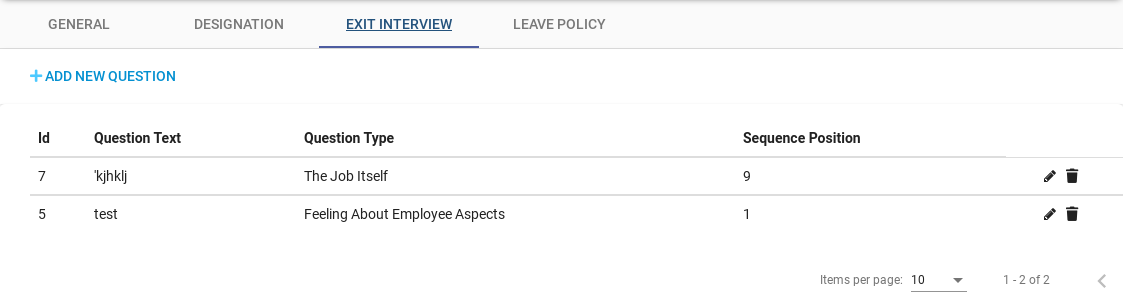 GENERAL DESIGNATION EXIT INTERVIEW LEAVE POLICY
+ ADD NEW QUESTION
Id Question Text Question Type Sequence Position
7 'kjhklj The Job Itself 9
5 test Feeling About Employee Aspects 1
Items per page: 10 1 - 2 of 2